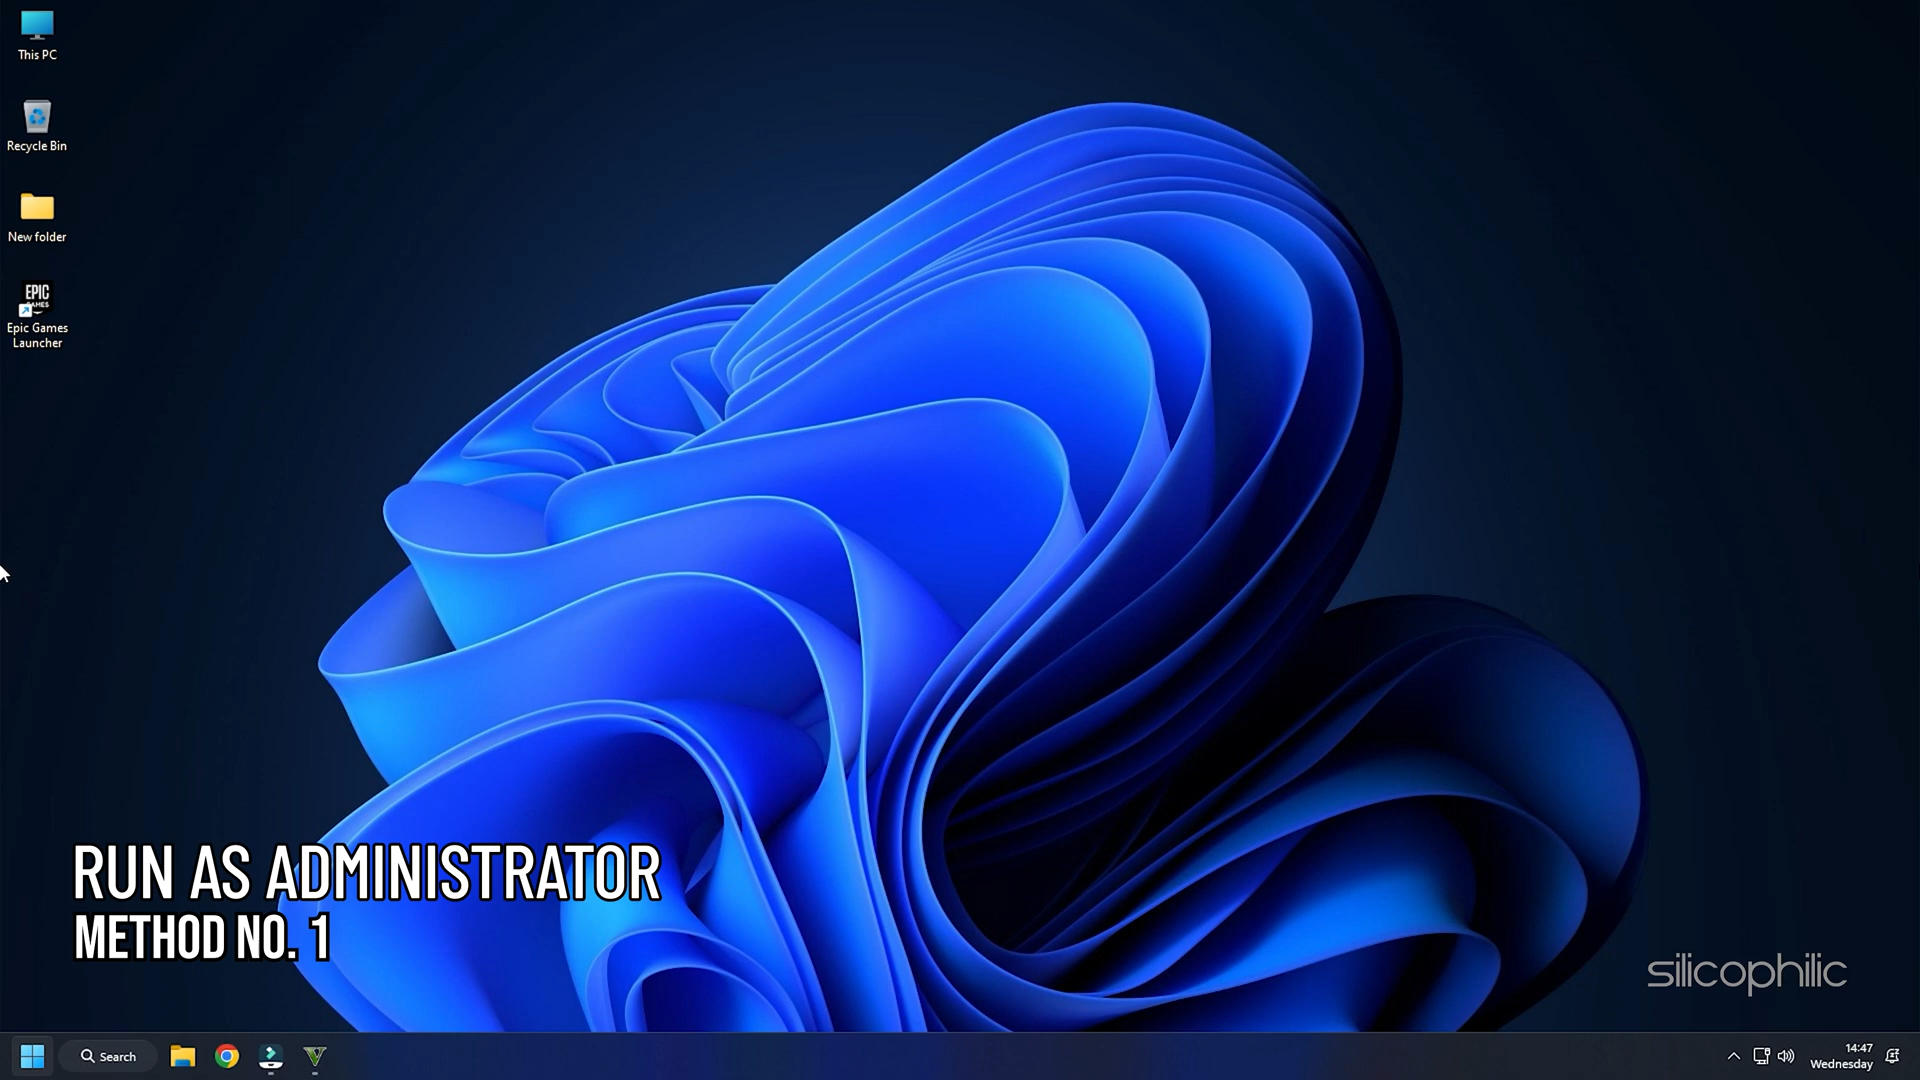 This PC
Recycle Bin
New folder
EPIC
GAMES
Epic Games
Launcher
RUN AS ADMINISTRATOR
METHOD NO. 1
silicophilic
Search
14:47
Wednesday